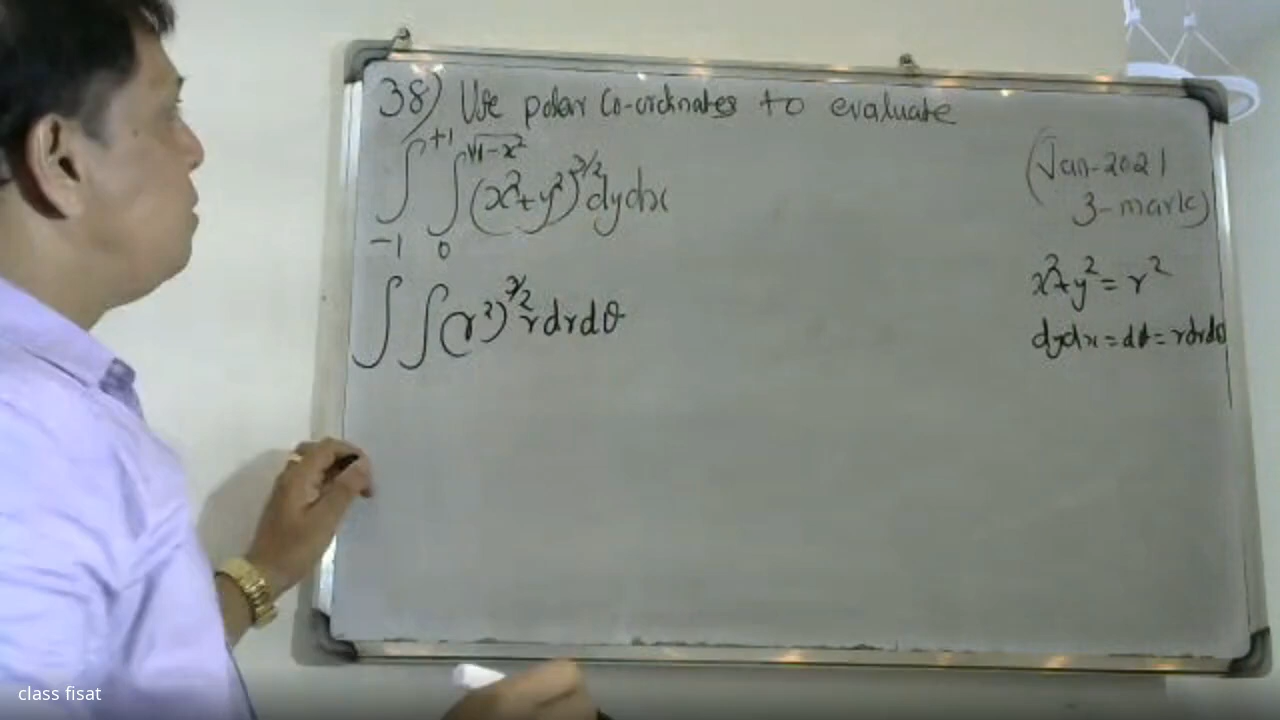 38) Use polar Co-ordinates to evaluate
∫₋₁⁺¹ ∫₀^√(1-x²) (x²+y²)^3/2 dydx
(Jan-2021
3-mark)
∫ ∫ (r²)^3/2 r dr dθ
x²+y² = r²
dydx = dA = rdrdθ
class fisat